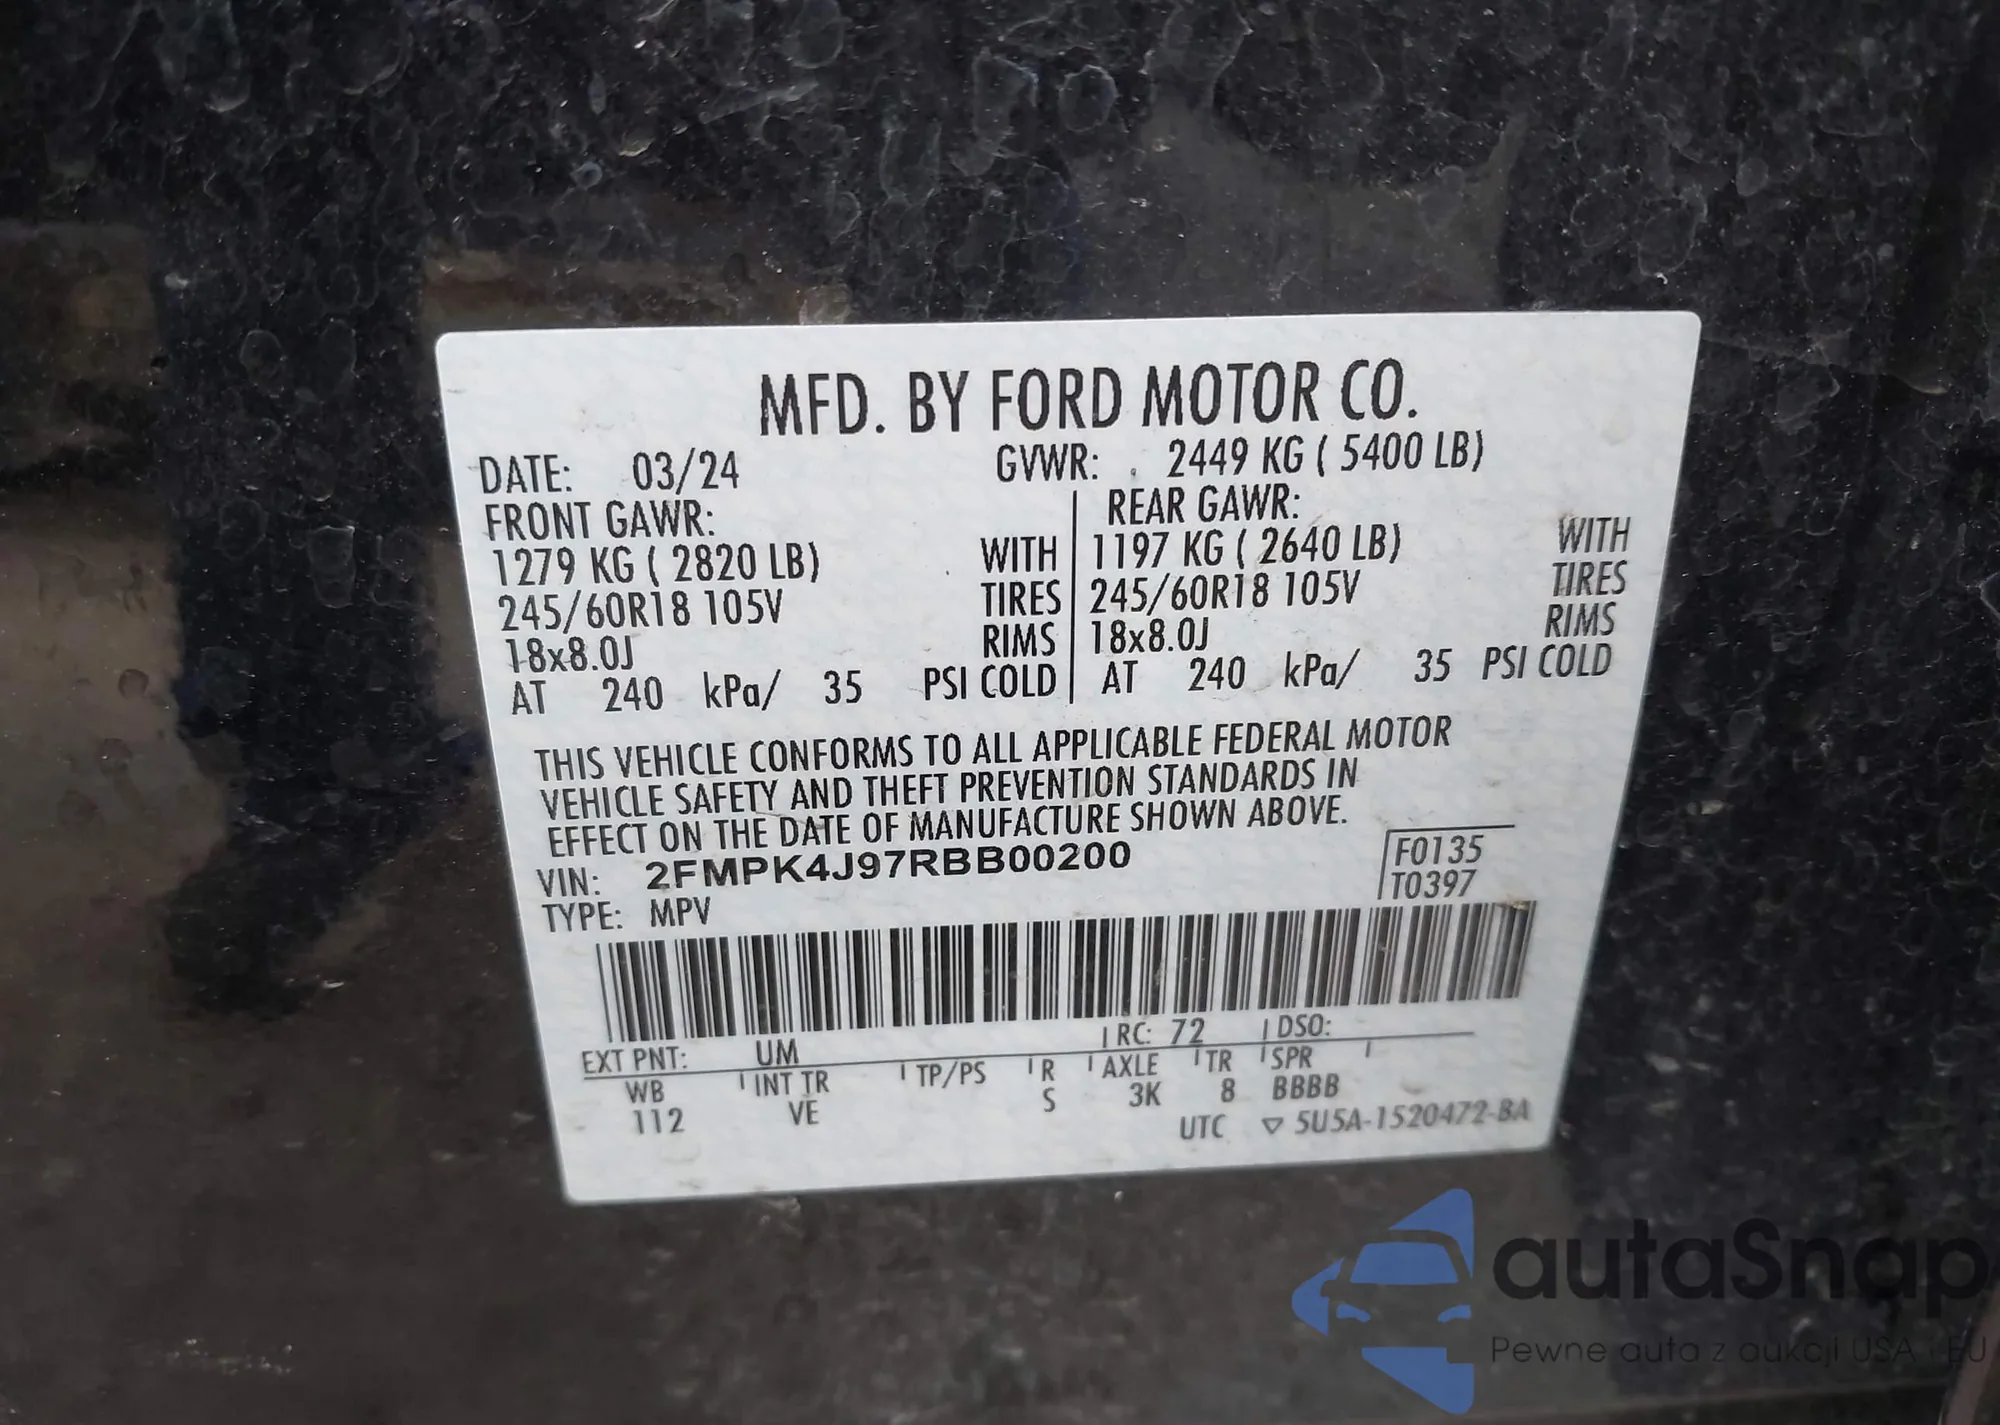 MFD. BY FORD MOTOR CO.
DATE: 03/24 GVWR: 2449 KG ( 5400 LB)
FRONT GAWR: REAR GAWR:
1279 KG ( 2820 LB) WITH 1197 KG ( 2640 LB) WITH
245/60R18 105V TIRES 245/60R18 105V TIRES
18x8.0J RIMS 18x8.0J RIMS
AT 240 kPa/ 35 PSI COLD AT 240 kPa/ 35 PSI COLD
THIS VEHICLE CONFORMS TO ALL APPLICABLE FEDERAL MOTOR
VEHICLE SAFETY AND THEFT PREVENTION STANDARDS IN
EFFECT ON THE DATE OF MANUFACTURE SHOWN ABOVE.
VIN: 2FMPK4J97RBB00200 F0135
TYPE: MPV T0397
EXT PNT: UM RC: 72 DSO:
WB INT TR TP/PS R AXLE TR SPR
112 VE S 3K 8 BBBB
UTC ▽ 5U5A-1520472-BA
autaSnap
Pewne auta z aukcji USA i EU